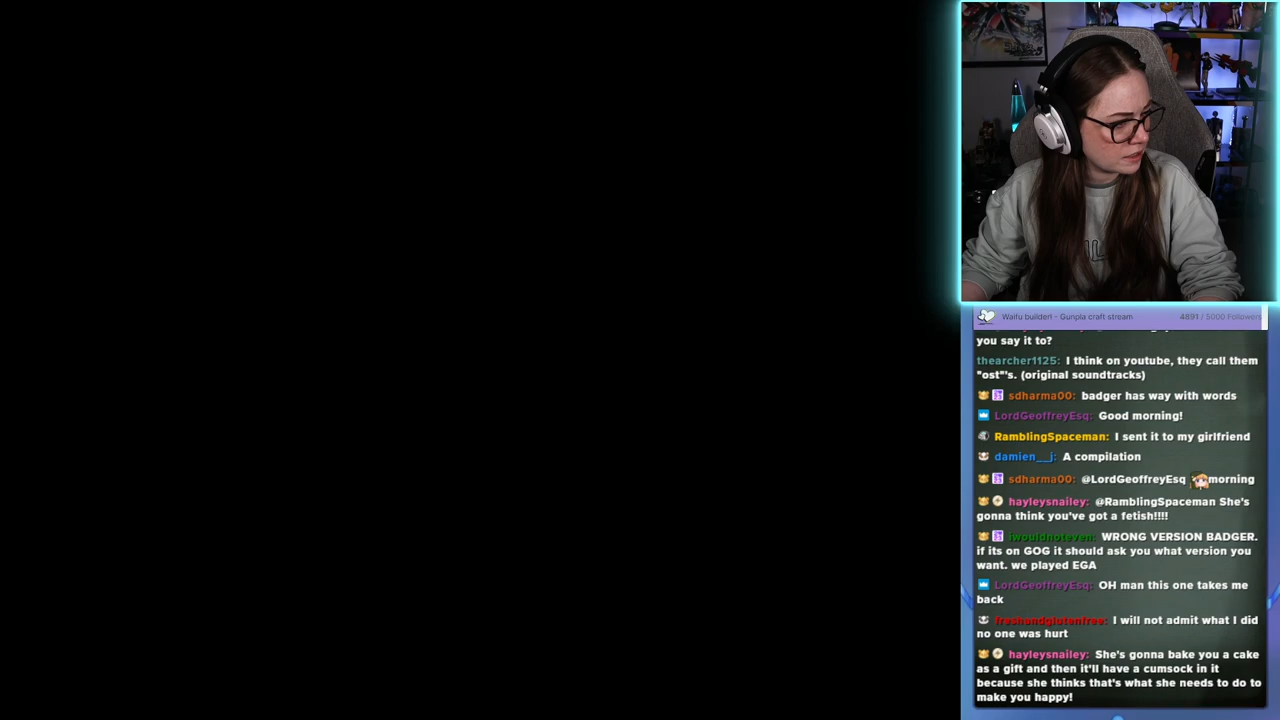 Waifu builder! - Gunpla craft stream 4891 / 5000 Followers
you say it to?
thearcher1125: I think on youtube, they call them
"ost"'s. (original soundtracks)
sdharma00: badger has way with words
LordGeoffreyEsq: Good morning!
RamblingSpaceman: I sent it to my girlfriend
damien__j: A compilation
sdharma00: @LordGeoffreyEsq morning
hayleysnailey: @RamblingSpaceman She's
gonna think you've got a fetish!!!!
iwouldnoteven: WRONG VERSION BADGER.
if its on GOG it should ask you what version you
want. we played EGA
LordGeoffreyEsq: OH man this one takes me
back
freshandglutenfree: I will not admit what I did
no one was hurt
hayleysnailey: She's gonna bake you a cake
as a gift and then it'll have a cumsock in it
because she thinks that's what she needs to do to
make you happy!